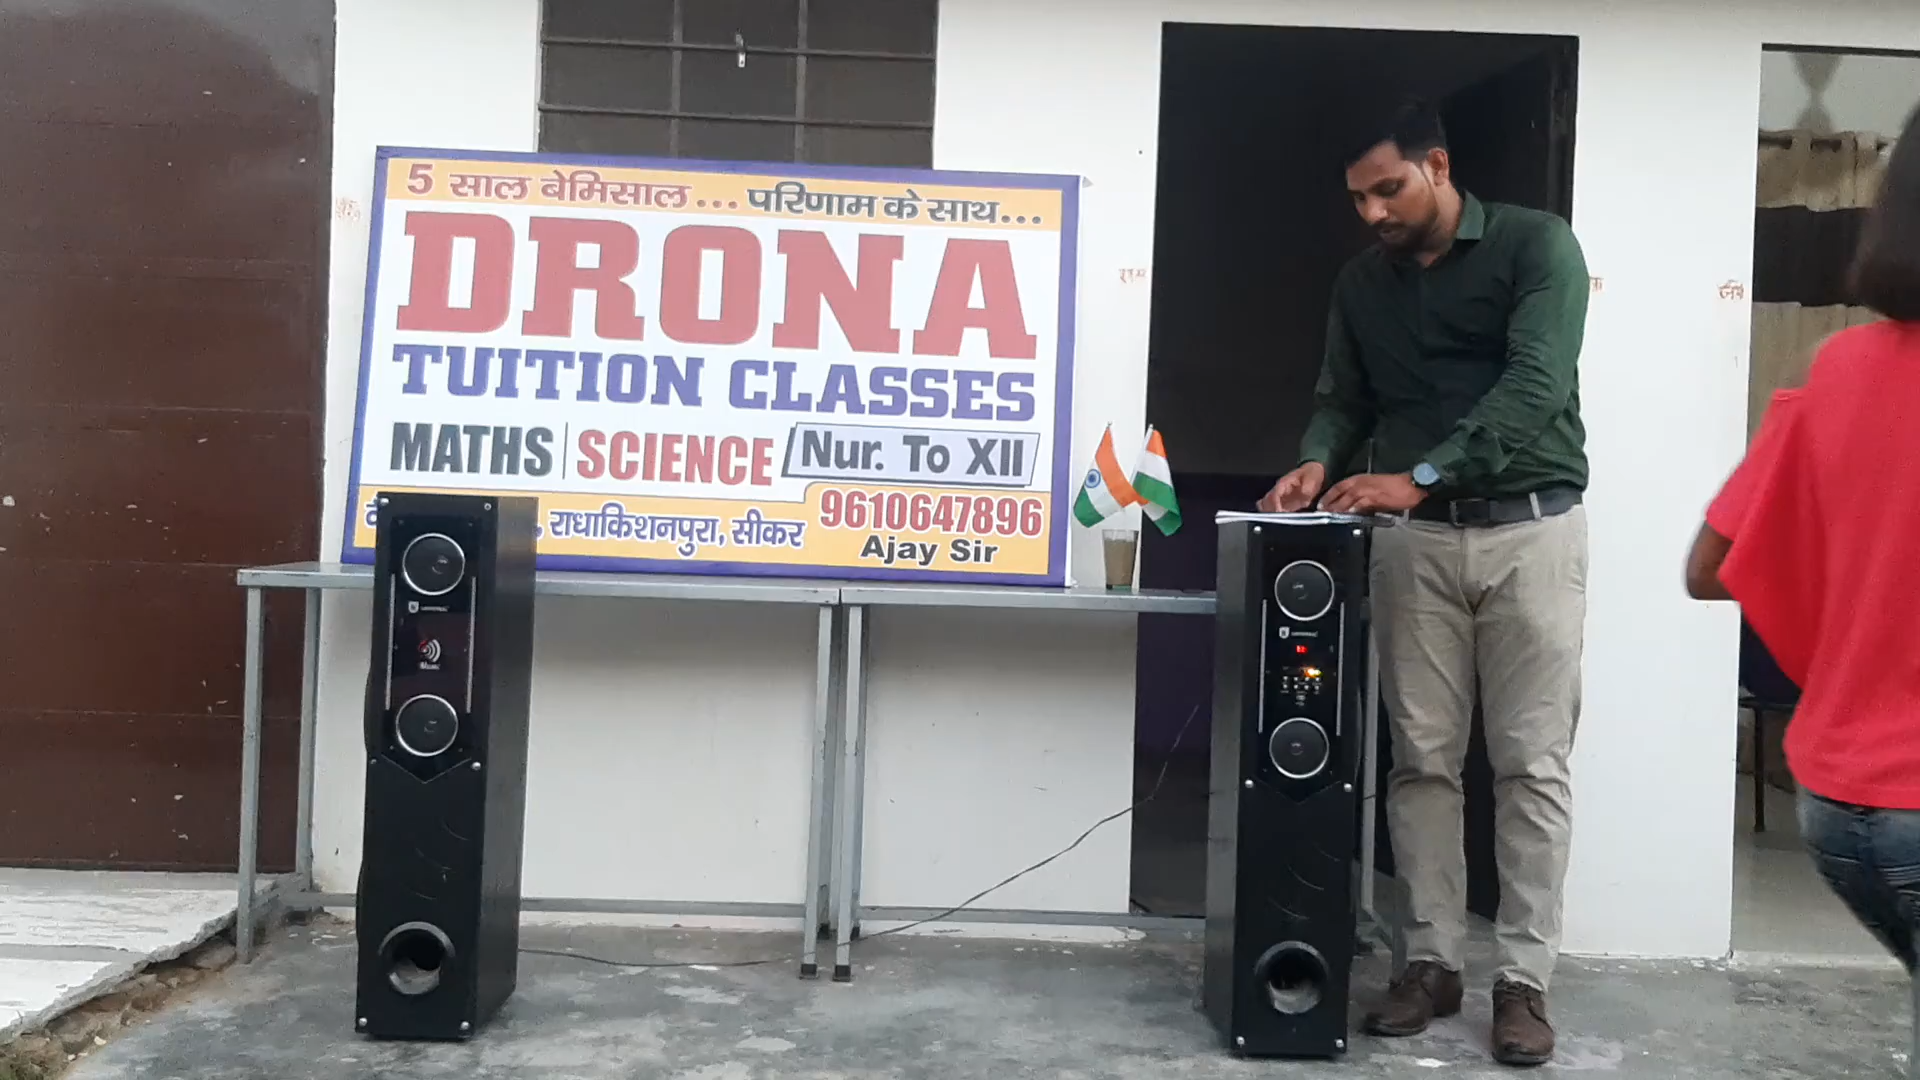 5 साल बेमिसाल ... परिणाम के साथ...
DRONA
TUITION CLASSES
MATHS | SCIENCE Nur. To XII
राधाकिशनपुरा, सीकर
9610647896
Ajay Sir